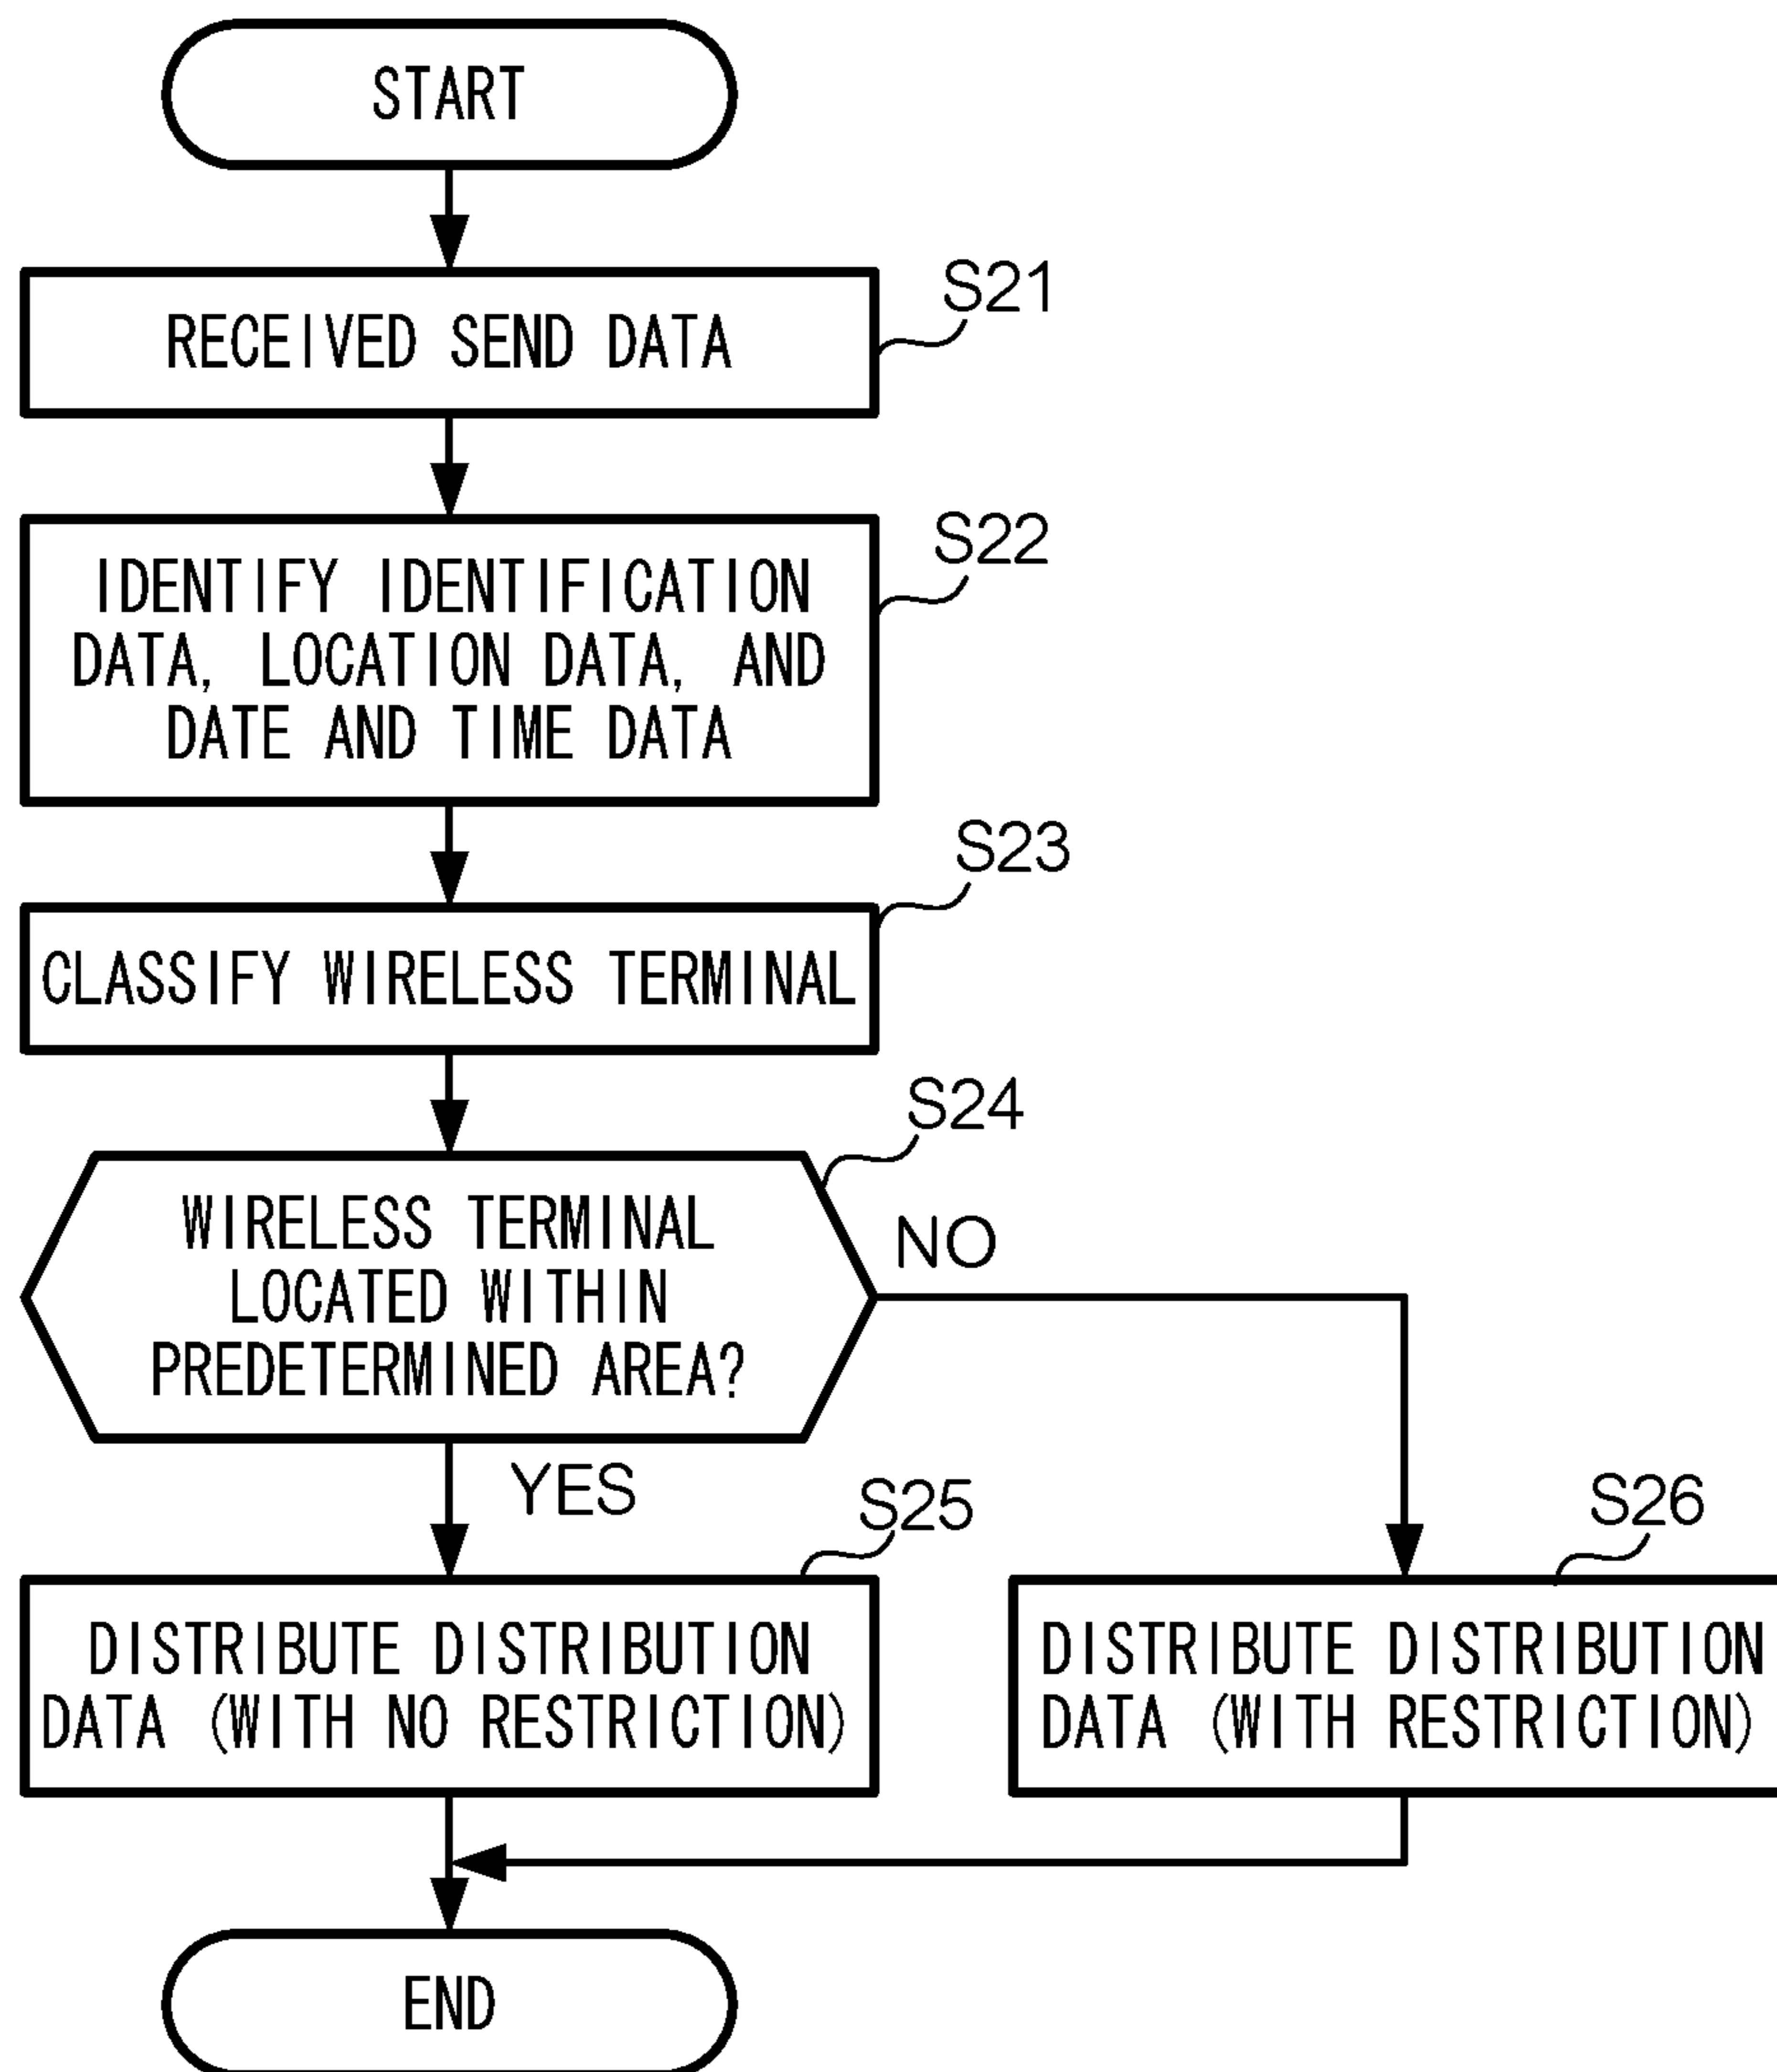 START
S21
RECEIVED SEND DATA
S22
IDENTIFY IDENTIFICATION
DATA, LOCATION DATA, AND
DATE AND TIME DATA
S23
CLASSIFY WIRELESS TERMINAL
S24
WIRELESS TERMINAL
LOCATED WITHIN
PREDETERMINED AREA?
NO
YES
S25
DISTRIBUTE DISTRIBUTION
DATA (WITH NO RESTRICTION)
S26
DISTRIBUTE DISTRIBUTION
DATA (WITH RESTRICTION)
END